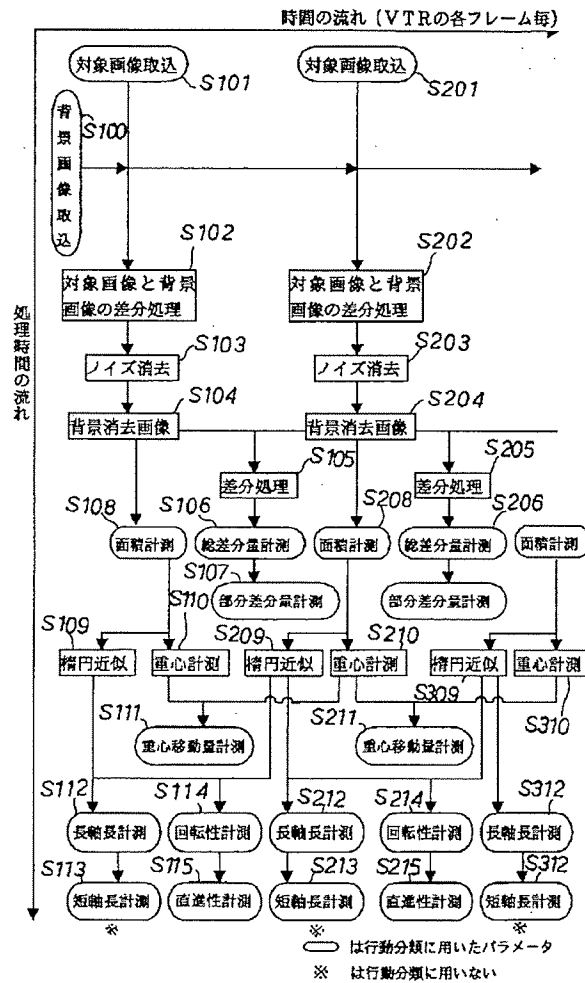 時間の流れ (VTRの各フレーム毎)
対象画像取込
S101
対象画像取込
S201
背景画像取込
S100
処理時間の流れ
S102
対象画像と背景
画像の差分処理
S202
対象画像と背景
画像の差分処理
S103
ノイズ消去
S203
ノイズ消去
S104
背景消去画像
S204
背景消去画像
S105
差分処理
S205
差分処理
S108
面積計測
S106
総差分量計測
S208
面積計測
S206
総差分量計測
面積計測
S107
部分差分量計測
部分差分量計測
S109
楕円近似
S110
重心計測
S209
楕円近似
S210
重心計測
楕円近似
S309
重心計測
S310
S111
重心移動量計測
S211
重心移動量計測
S112
長軸長計測
S114
回転性計測
S212
長軸長計測
S214
回転性計測
S312
長軸長計測
S113
短軸長計測
S115
直進性計測
S213
短軸長計測
S215
直進性計測
S312
短軸長計測
※
※
※
は行動分類に用いたパラメータ
※ は行動分類に用いない